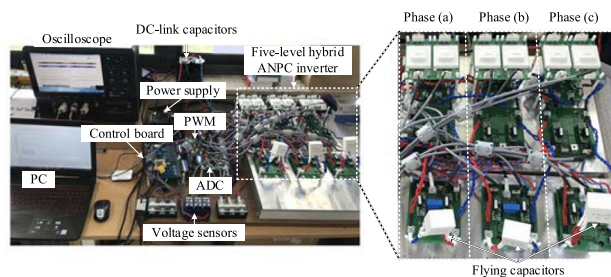 Phase (a)
Phase (b)
Phase (c)
DC-link capacitors
Oscilloscope
Five-level hybrid
ANPC inverter
Power supply
PWM
Control board
PC
ADC
Voltage sensors
Flying capacitors